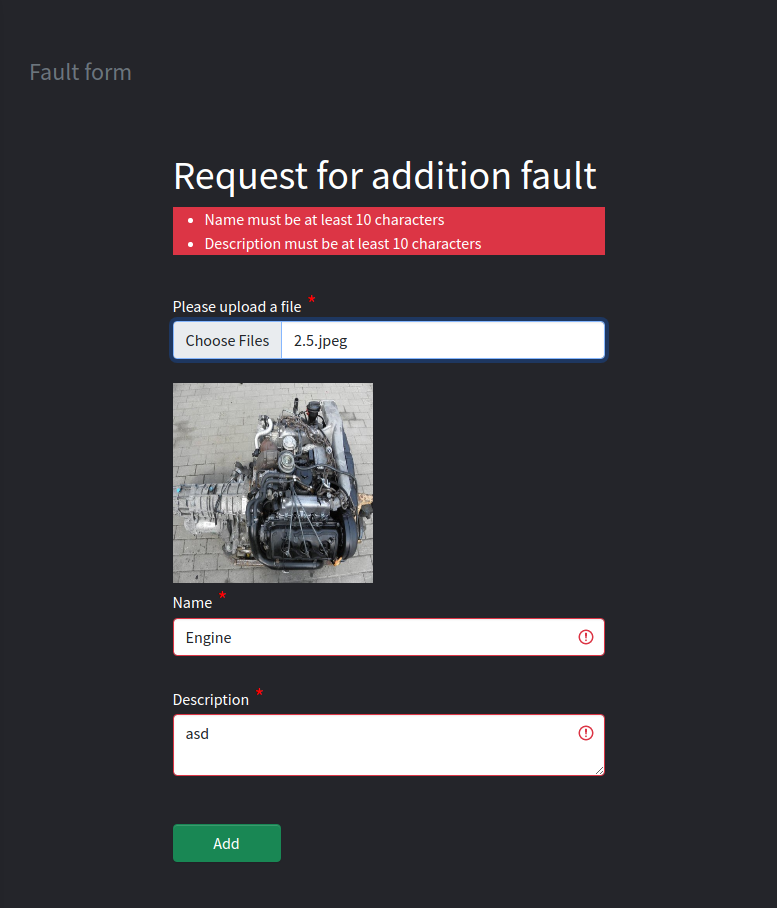 Fault form
Request for addition fault
Name must be at least 10 characters
Description must be at least 10 characters
Please upload a file *
Choose Files 2.5.jpeg
Name *
Engine
Description *
asd
Add